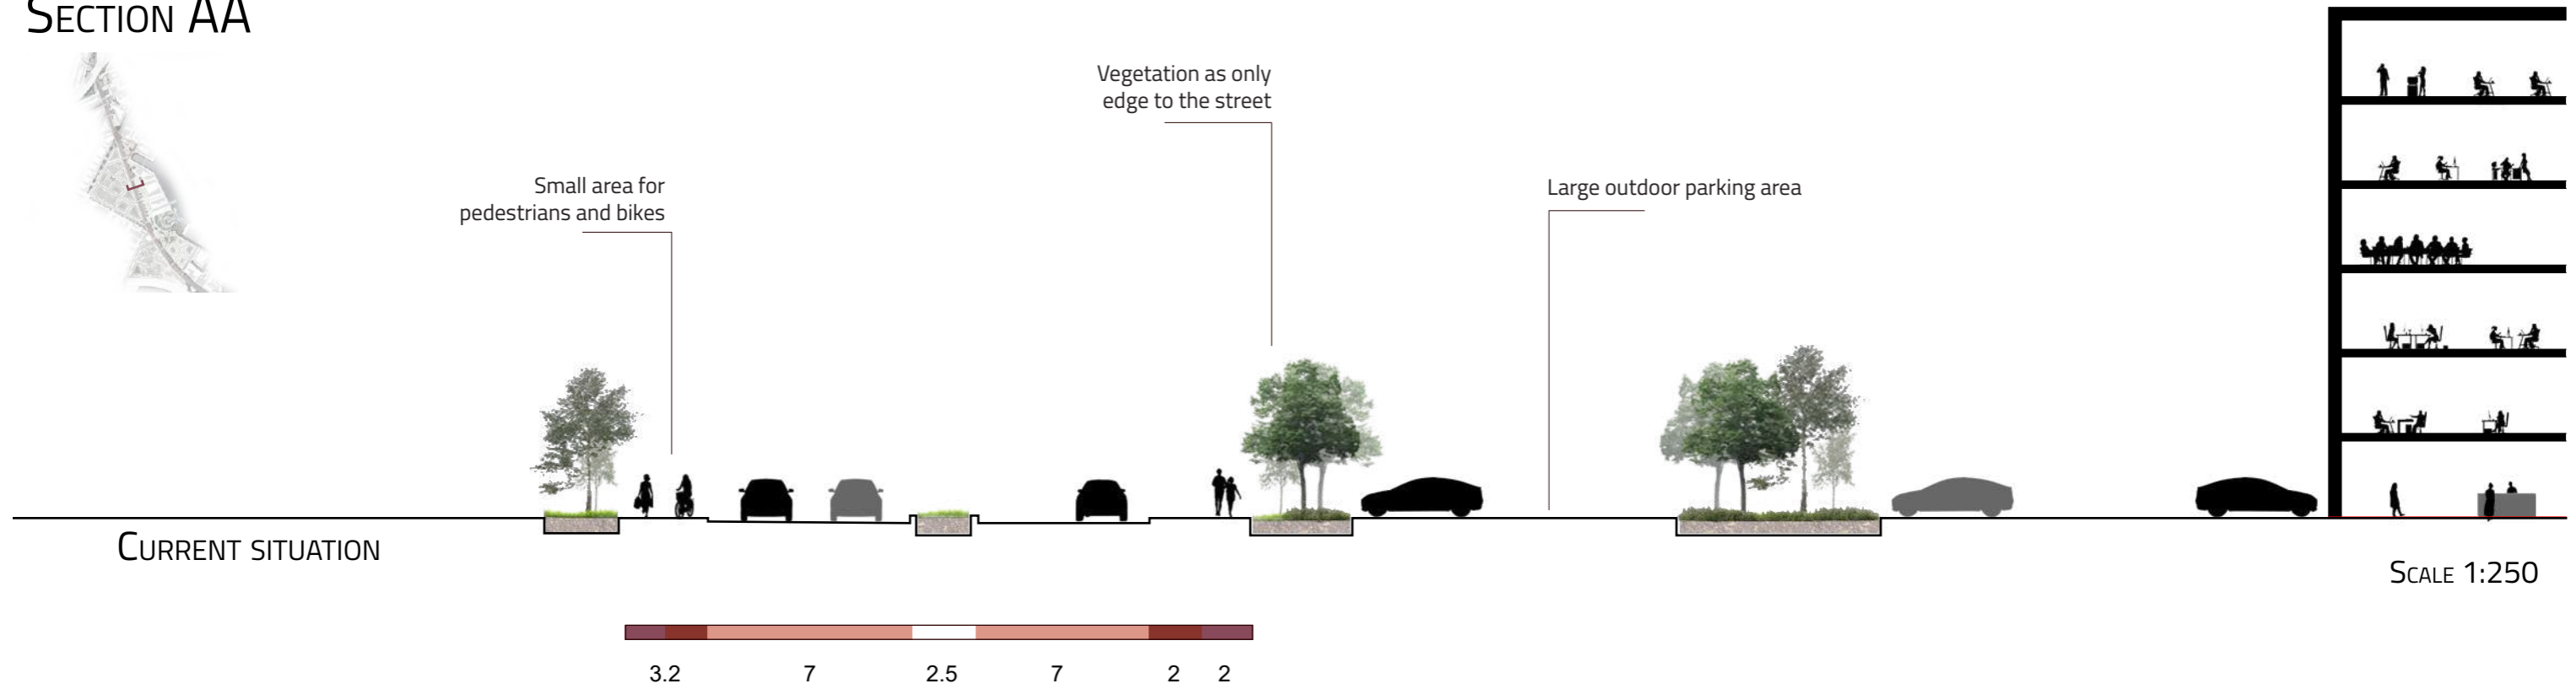 SECTION AA
Vegetation as only
edge to the street
Small area for
pedestrians and bikes
Large outdoor parking area
CURRENT SITUATION
SCALE 1:250
3.2 7 2.5 7 2 2